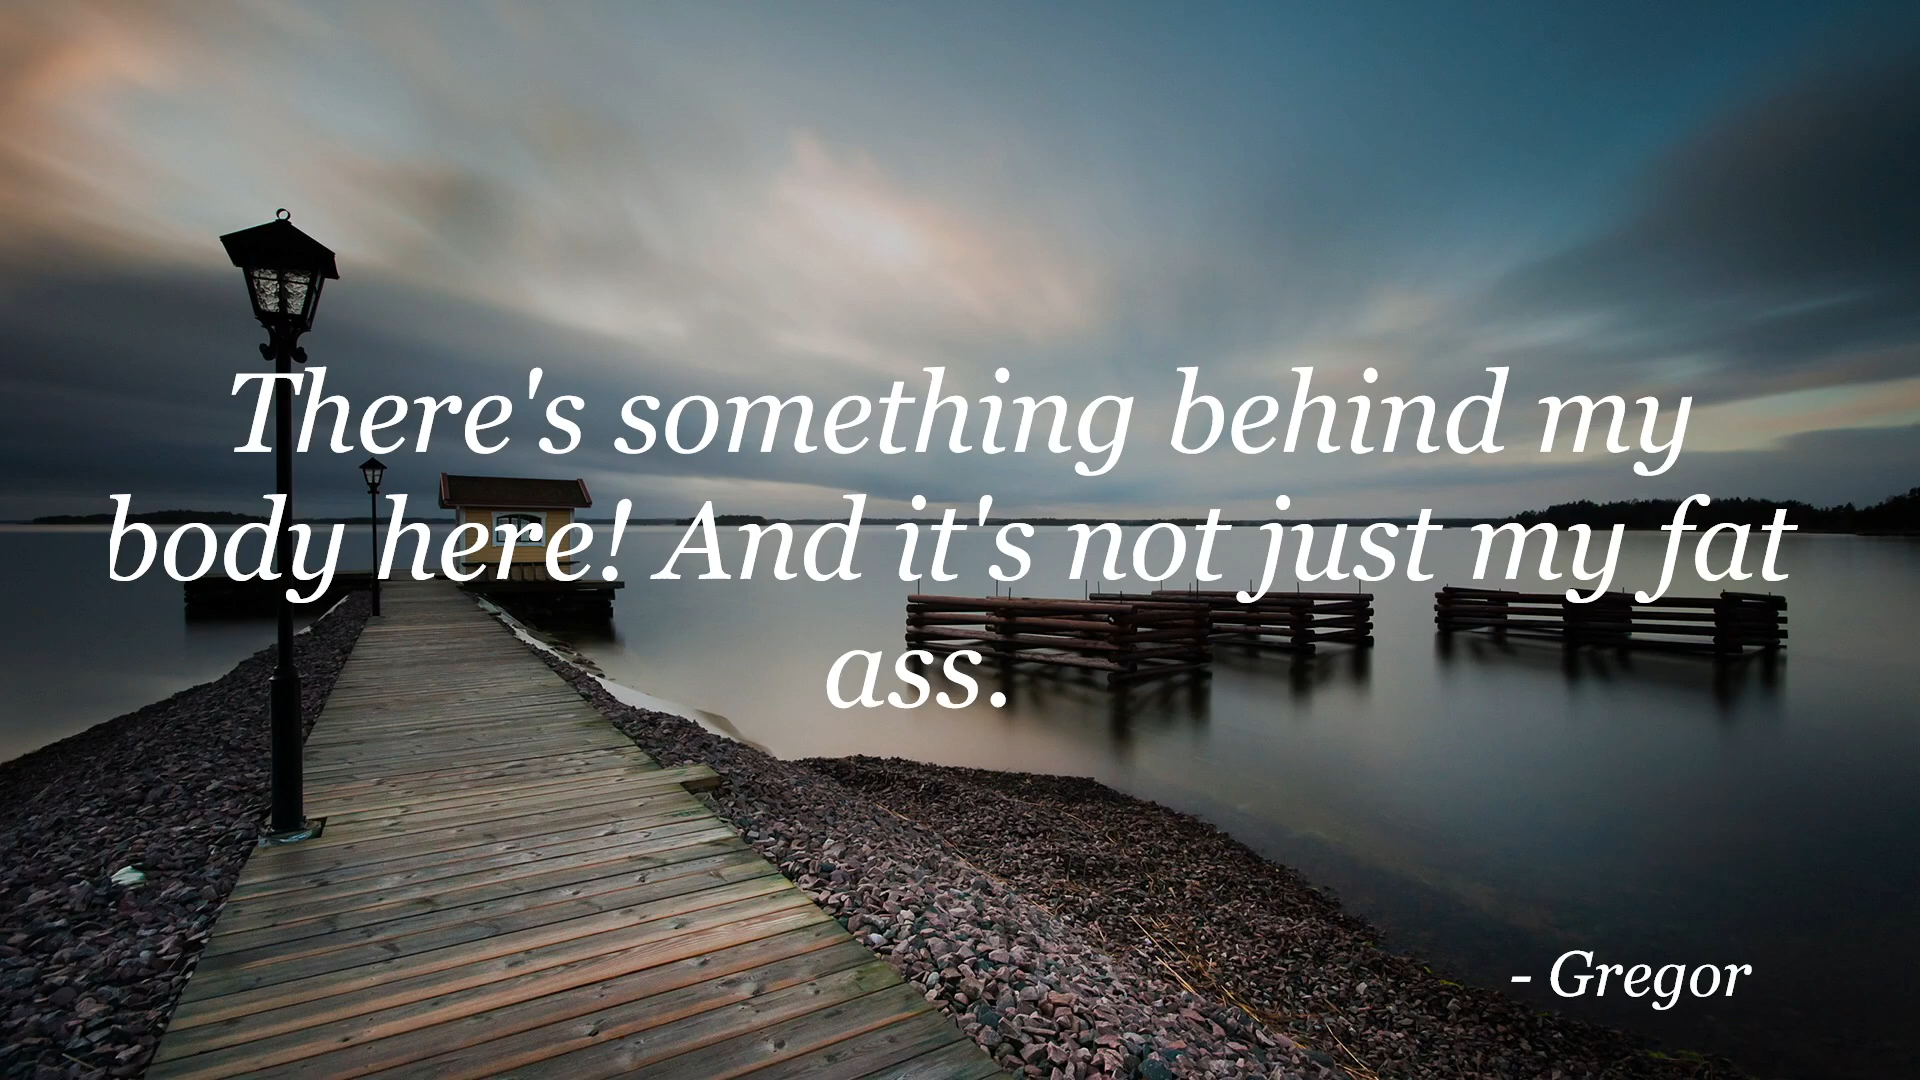 There's something behind my
body here! And it's not just my fat
ass.
- Gregor